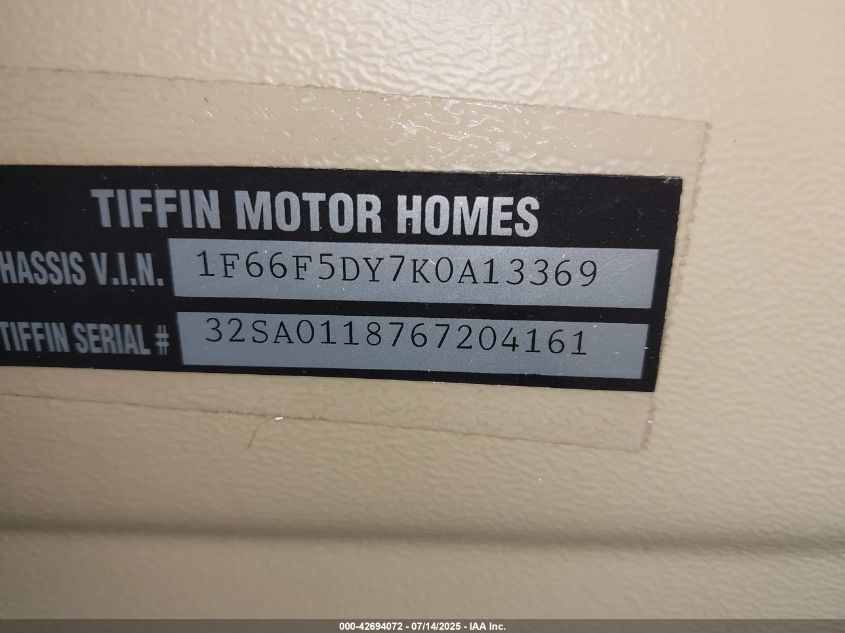 TIFFIN MOTOR HOMES
HASSIS V.I.N. 1F66F5DY7K0A13369
TIFFIN SERIAL # 32SA0118767204161
000-42694072 - 07/14/2025 - IAA Inc.